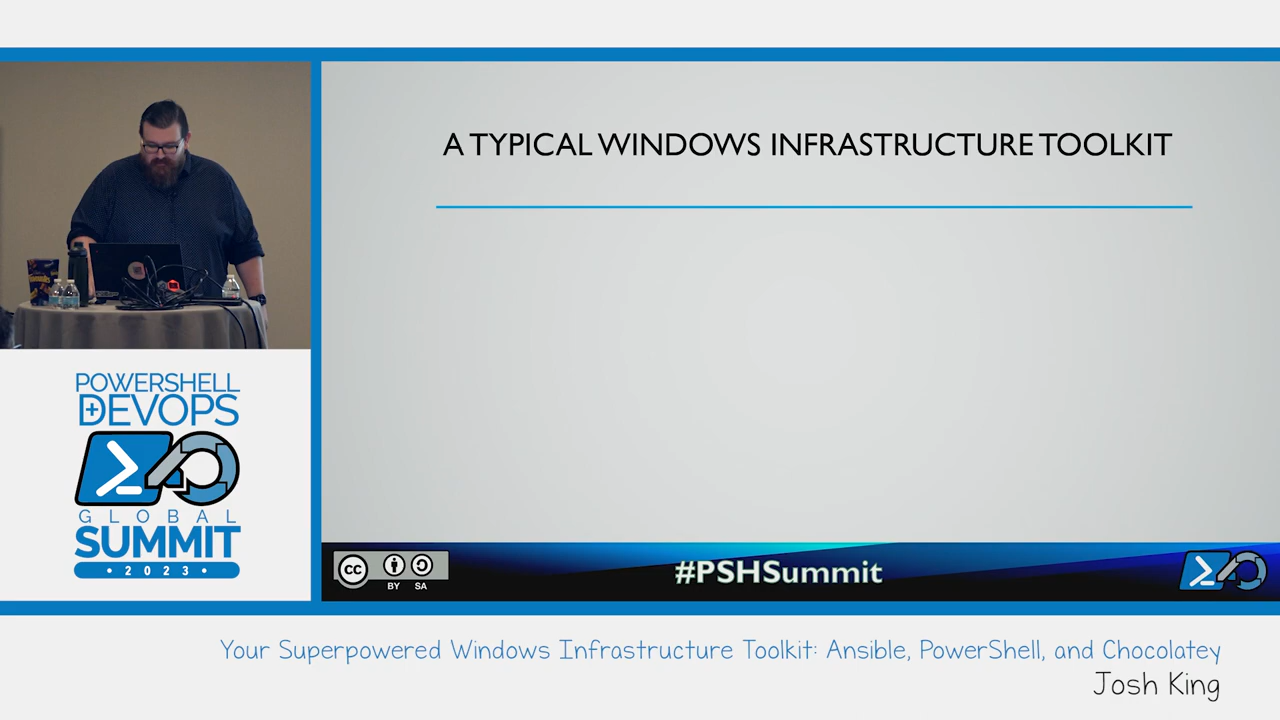 A TYPICAL WINDOWS INFRASTRUCTURE TOOLKIT
POWERSHELL
+DEVOPS
GLOBAL
SUMMIT
• 2023 •
cc
BY SA
#PSHSummit
Your Superpowered Windows Infrastructure Toolkit: Ansible, PowerShell, and Chocolatey
Josh King